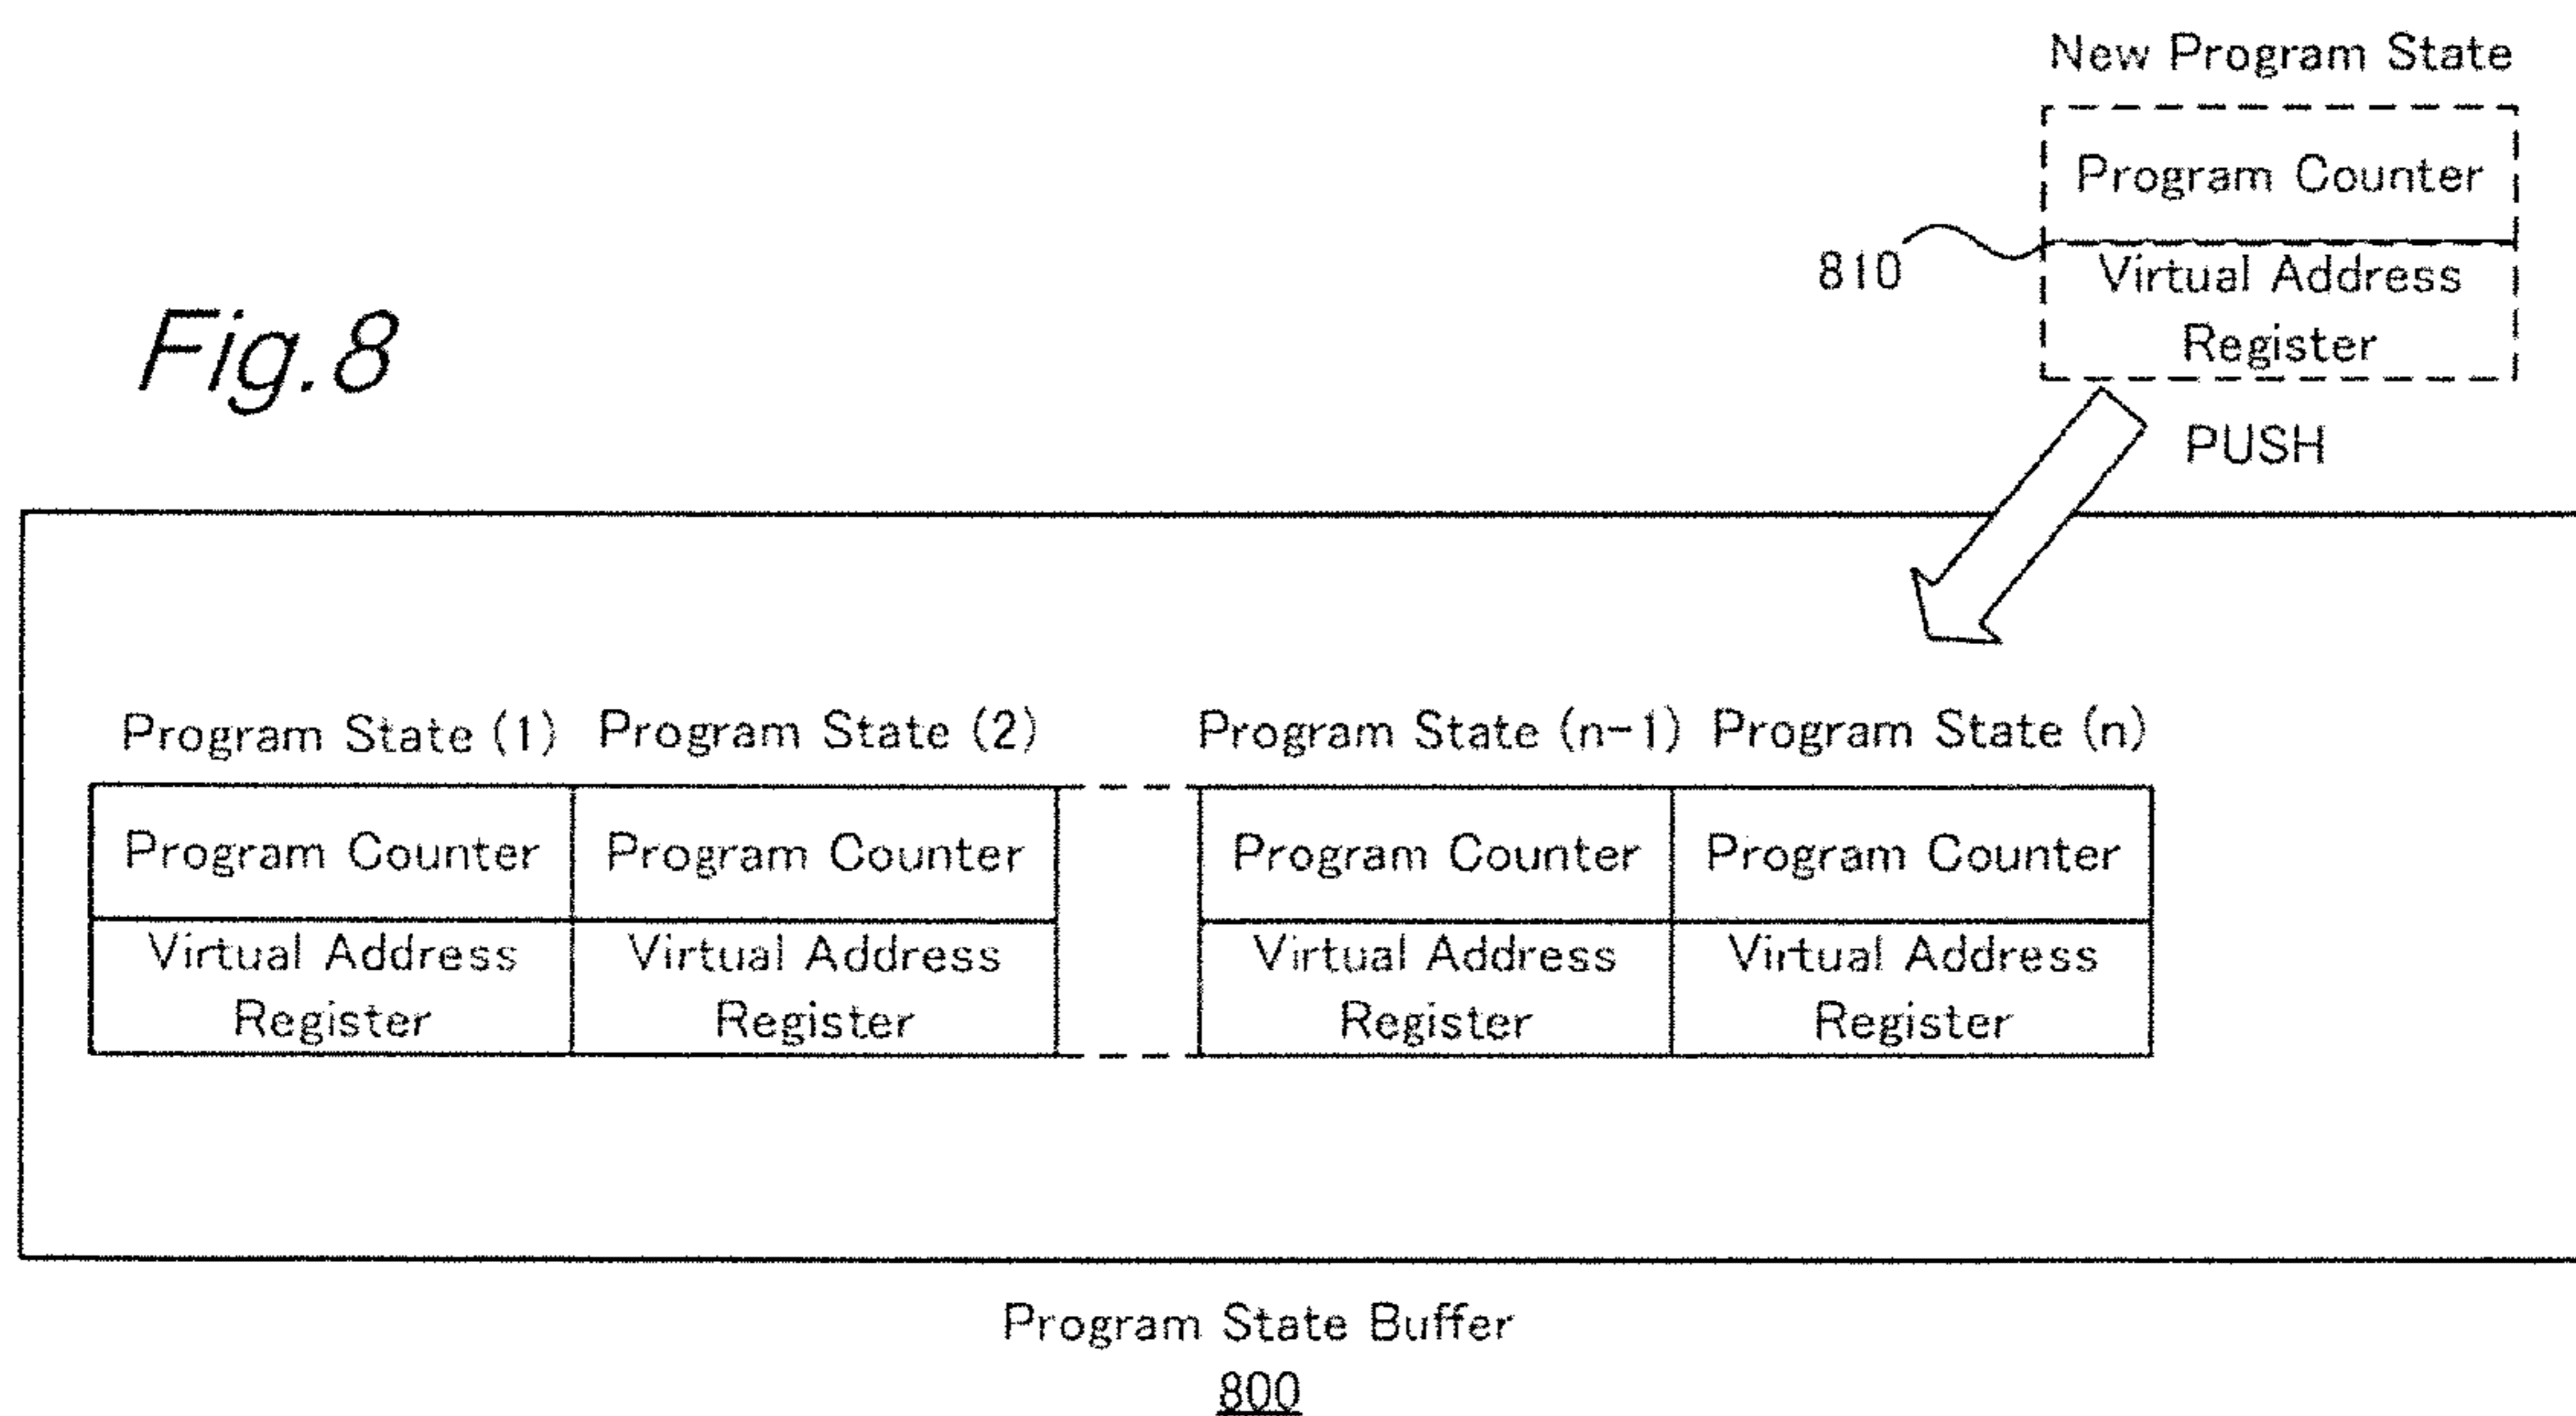 New Program State
Program Counter
810
Virtual Address
Register
Fig.8
PUSH
Program State (1) Program State (2) Program State (n-1) Program State (n)
Program Counter Program Counter Program Counter Program Counter
Virtual Address Virtual Address Virtual Address Virtual Address
Register Register Register Register
Program State Buffer
800